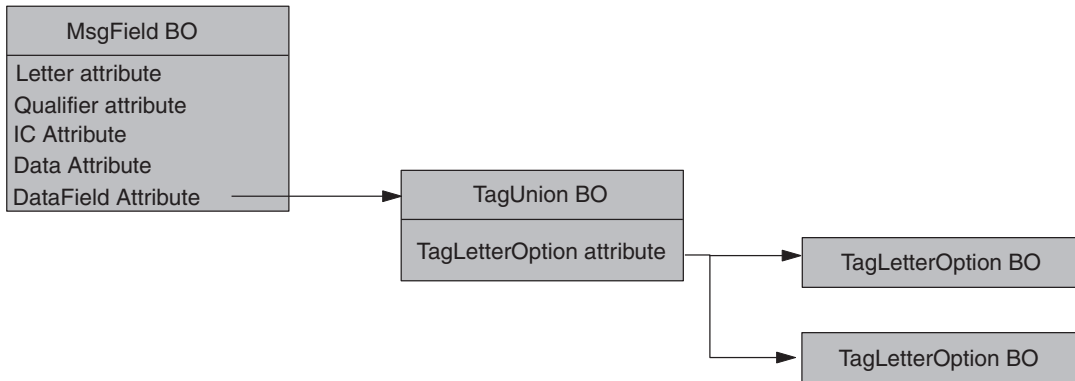 MsgField BO
Letter attribute
Qualifier attribute
IC Attribute
Data Attribute
DataField Attribute
TagUnion BO
TagLetterOption attribute
TagLetterOption BO
TagLetterOption BO